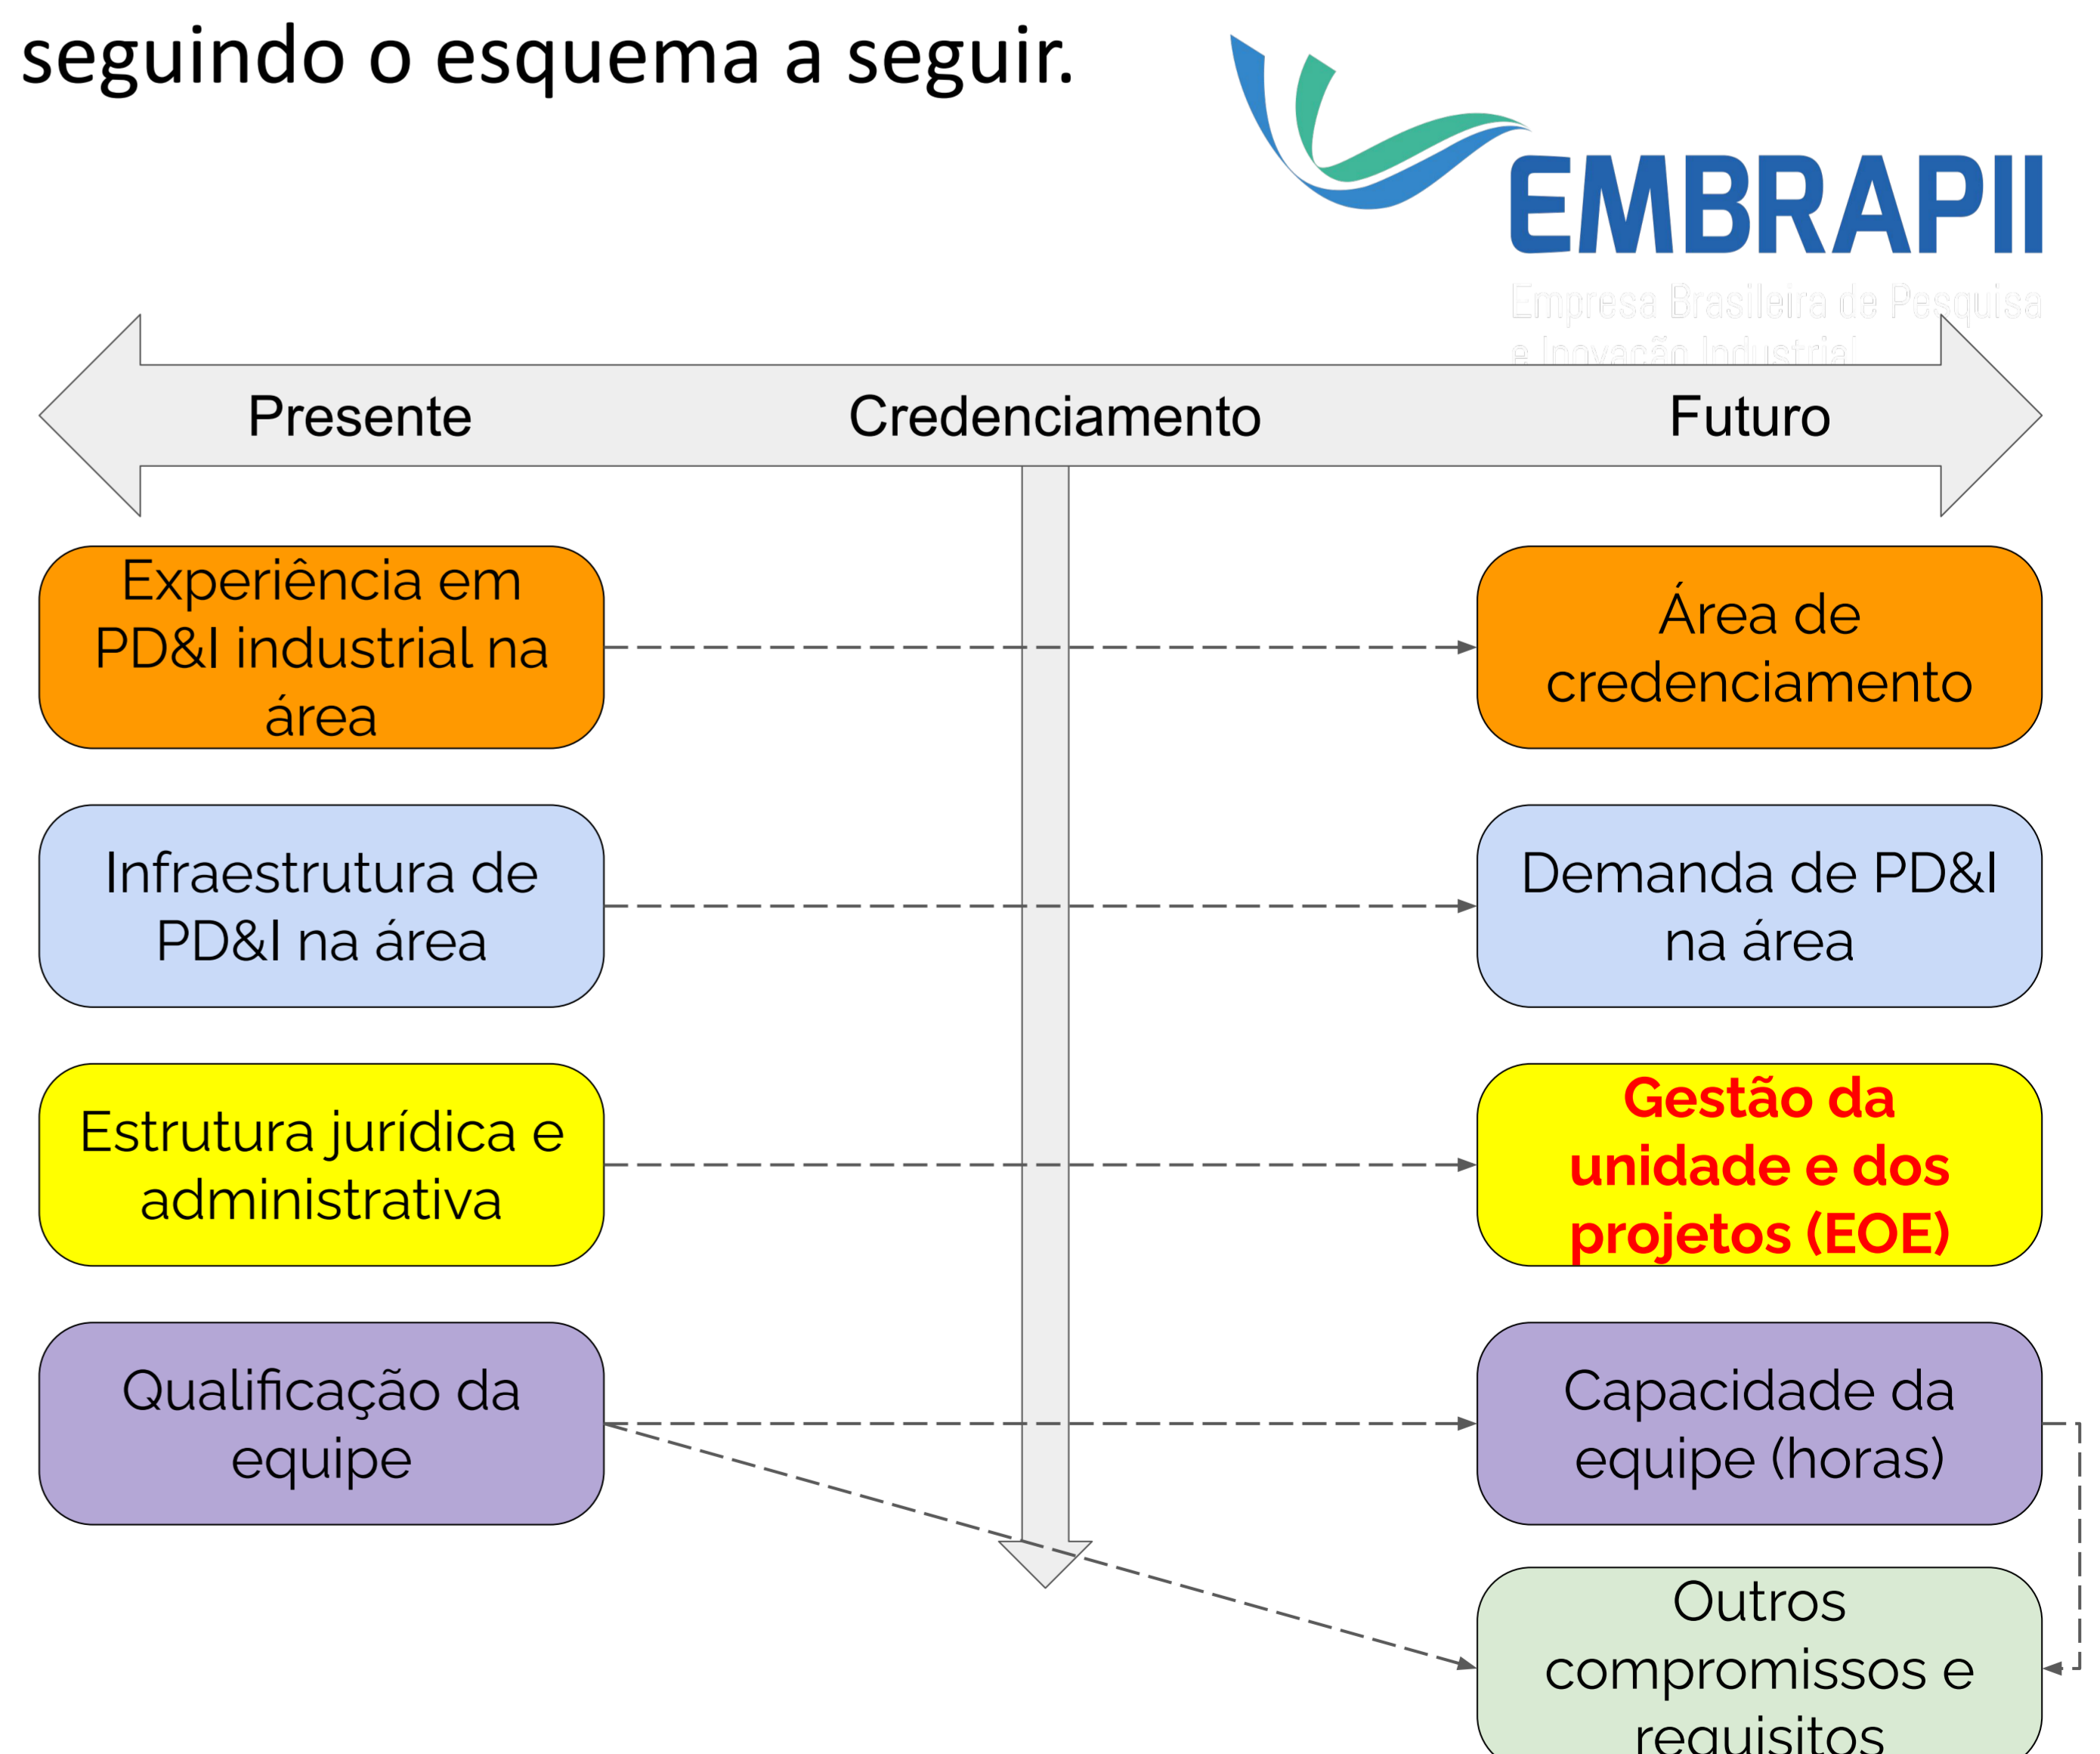 seguindo o esquema a seguir.
EMBRAPII
Empresa Brasileira de Pesquisa
e Inovação Industrial
Presente
Credenciamento
Futuro
Experiência em
PD&I industrial na
área
Área de
credenciamento
Infraestrutura de
PD&I na área
Demanda de PD&I
na área
Estrutura jurídica e
administrativa
Gestão da
unidade e dos
projetos (EOE)
Qualificação da
equipe
Capacidade da
equipe (horas)
Outros
compromissos e
requisitos